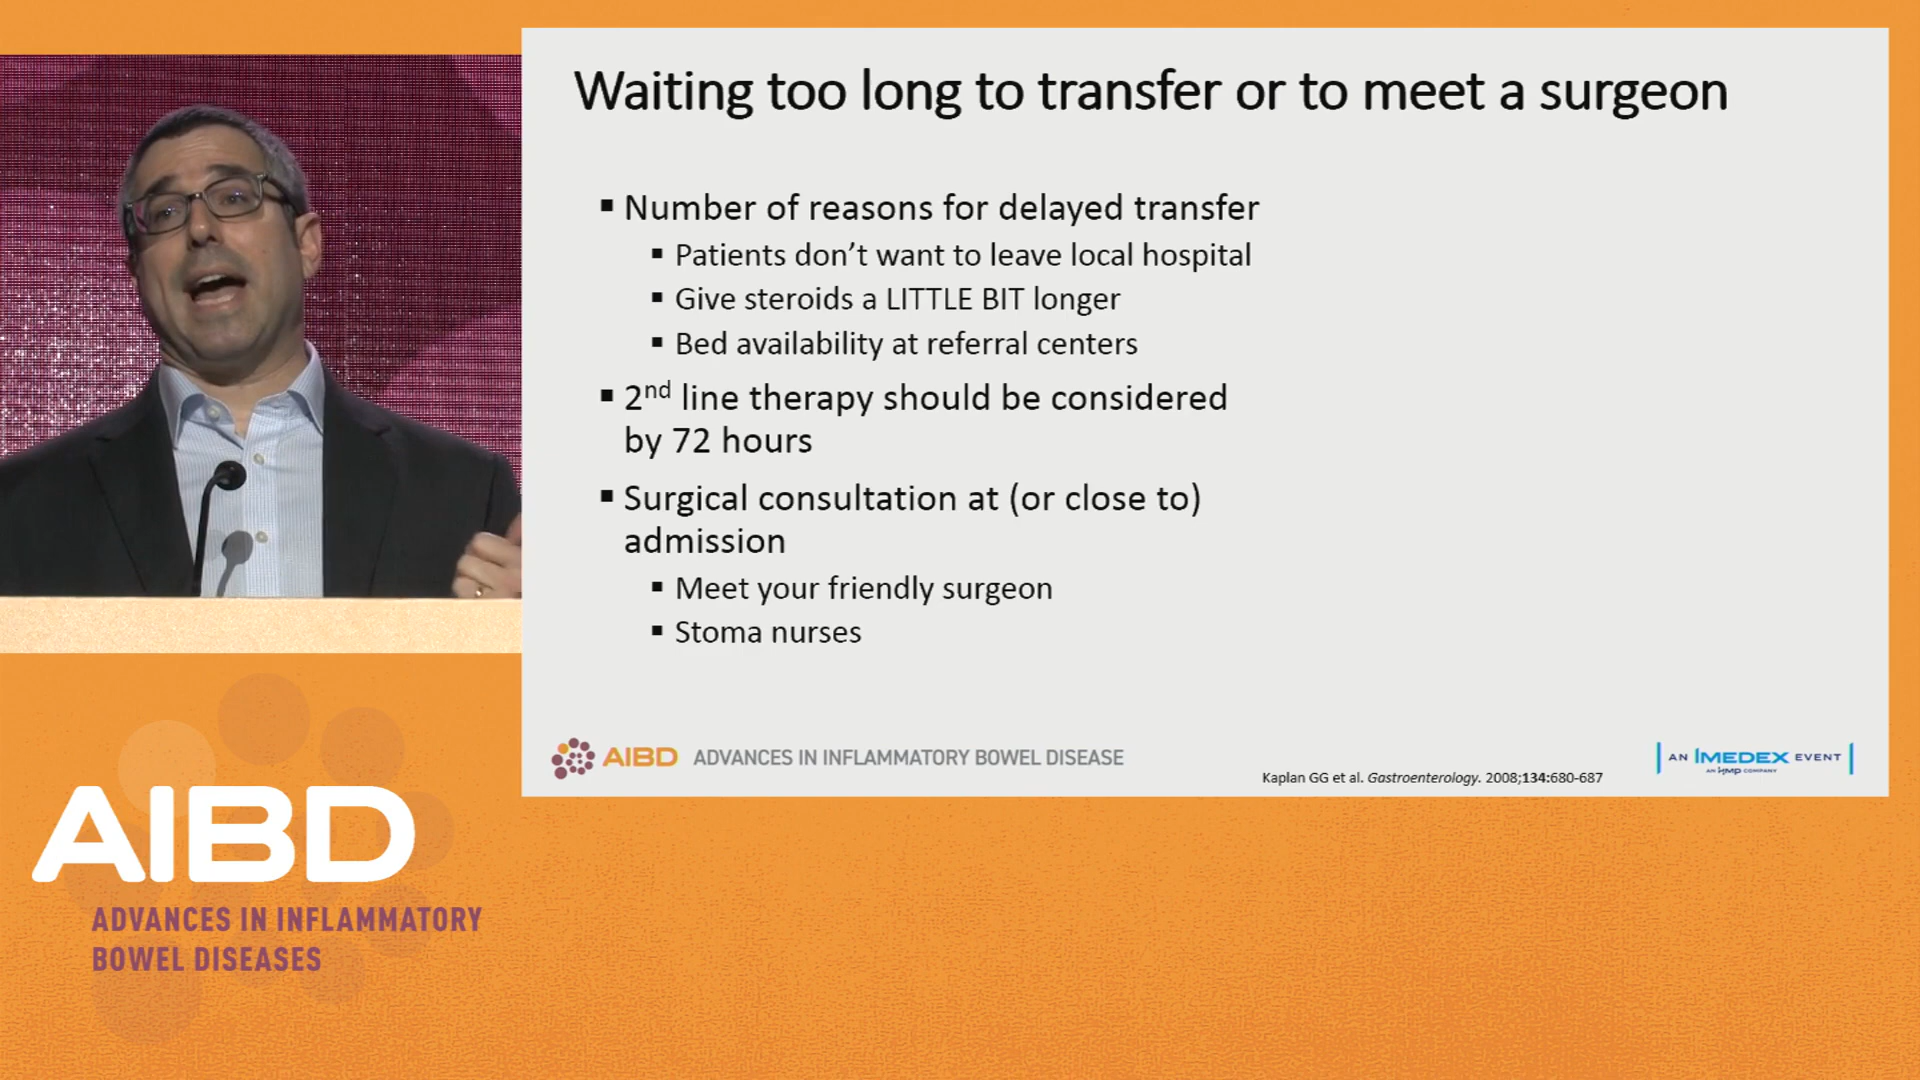 Waiting too long to transfer or to meet a surgeon
▪ Number of reasons for delayed transfer
▪ Patients don't want to leave local hospital
▪ Give steroids a LITTLE BIT longer
▪ Bed availability at referral centers
▪ 2nd line therapy should be considered
by 72 hours
▪ Surgical consultation at (or close to)
admission
▪ Meet your friendly surgeon
▪ Stoma nurses
AIBD ADVANCES IN INFLAMMATORY BOWEL DISEASE
Kaplan GG et al. Gastroenterology. 2008;134:680-687
AN IMEDEX EVENT
AN hmp COMPANY
AIBD
ADVANCES IN INFLAMMATORY
BOWEL DISEASES